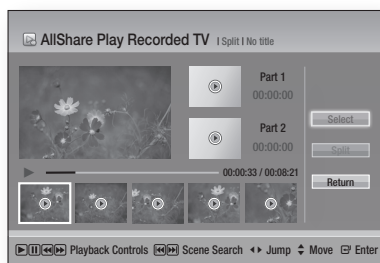 AllShare Play Recorded TV | Split | No title
Part 1
00:00:00
Part 2
00:00:00
Select
Split
Return
00:00:33 / 00:08:21
Playback Controls Scene Search Jump Move Enter